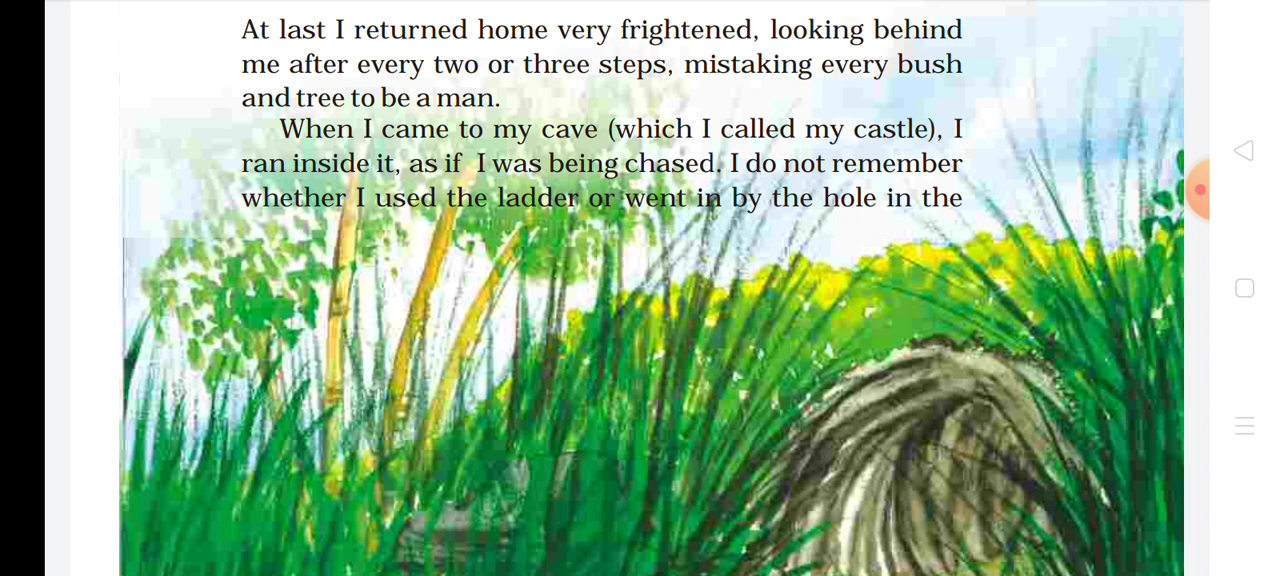 At last I returned home very frightened, looking behind
me after every two or three steps, mistaking every bush
and tree to be a man.
When I came to my cave (which I called my castle), I
ran inside it, as if I was being chased. I do not remember
whether I used the ladder or went in by the hole in the